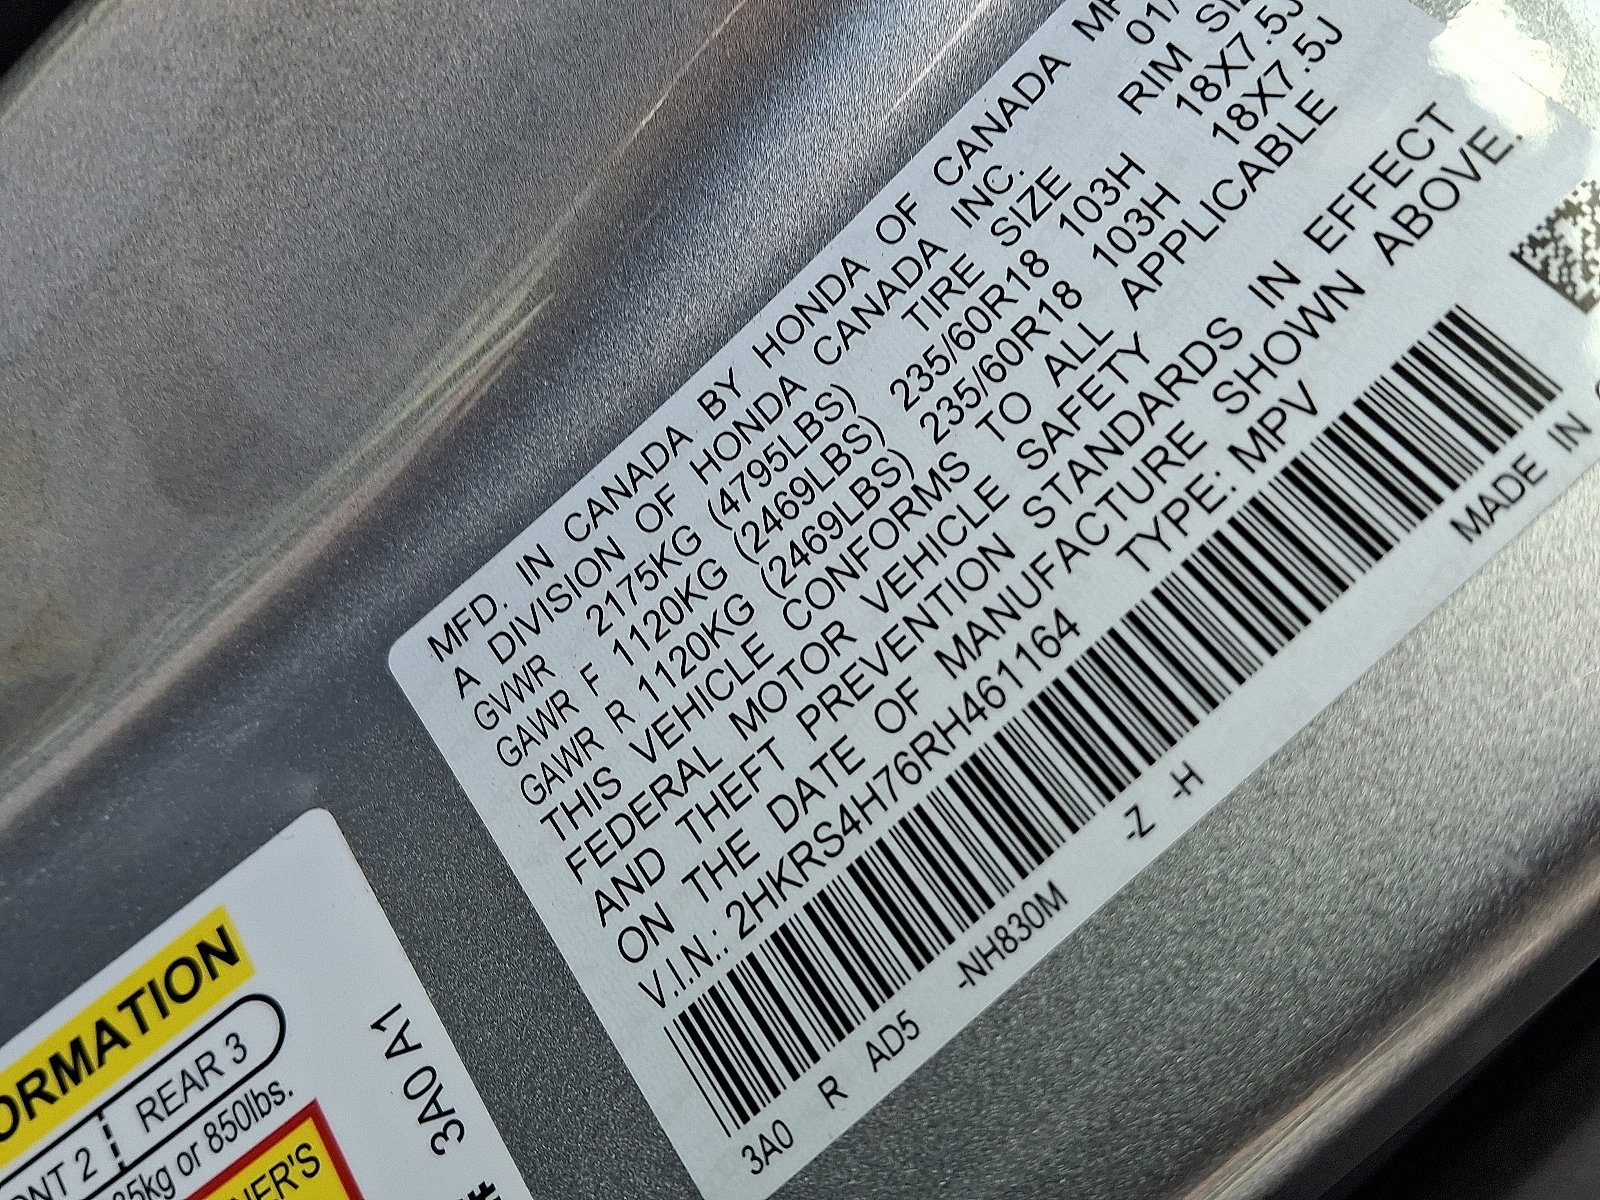 MFD. IN CANADA BY HONDA OF CANADA
A DIVISION OF HONDA CANADA INC. 01/
GVWR 2175KG (4795LBS) TIRE SIZE RIM
GAWR F 1120KG (2469LBS) 235/60R18 103H 18X7.5J
GAWR R 1120KG (2469LBS) 235/60R18 103H 18X7.5J
THIS VEHICLE CONFORMS TO ALL APPLICABLE
FEDERAL MOTOR VEHICLE SAFETY
AND THEFT PREVENTION STANDARDS IN EFFECT
ON THE DATE OF MANUFACTURE SHOWN ABOVE.
V.I.N.: 2HKRS4H76RH461164 TYPE: MPV
3A0 R AD5 -NH830M -Z -H MADE IN
ORMATION
NT 2 REAR 3
5kg or 850lbs.
NER'S
3A0 A1